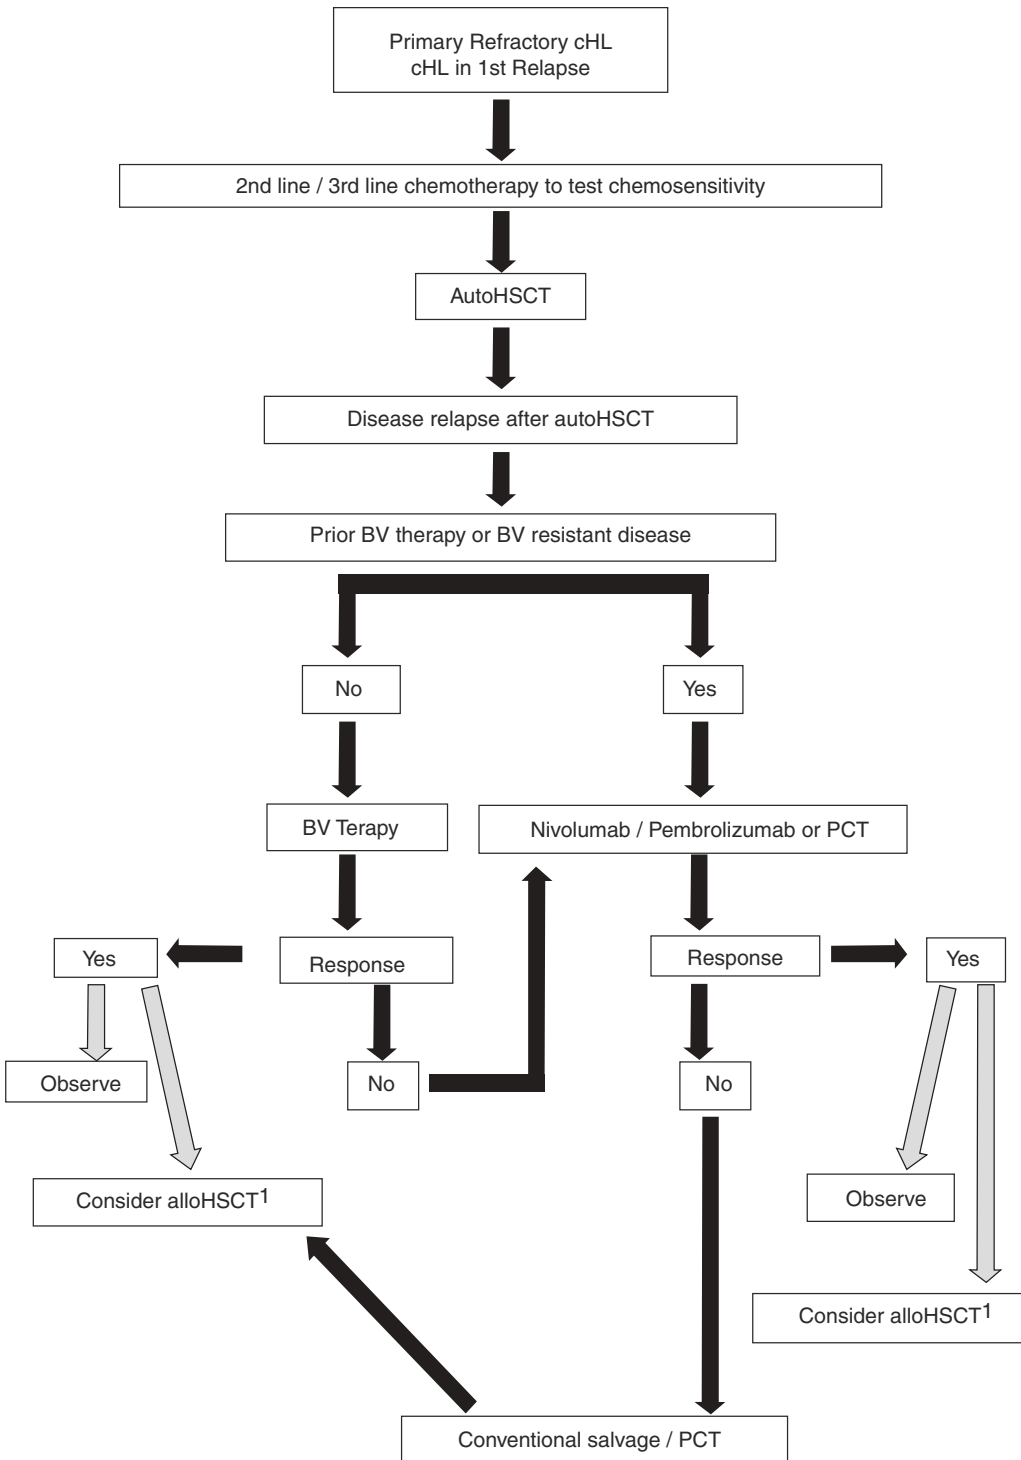 Primary Refractory cHL
cHL in 1st Relapse
2nd line / 3rd line chemotherapy to test chemosensitivity
AutoHSCT
Disease relapse after autoHSCT
Prior BV therapy or BV resistant disease
No
Yes
BV Terapy
Nivolumab / Pembrolizumab or PCT
Yes
Response
Response
Yes
Observe
No
No
Consider alloHSCT1
Observe
Consider alloHSCT1
Conventional salvage / PCT